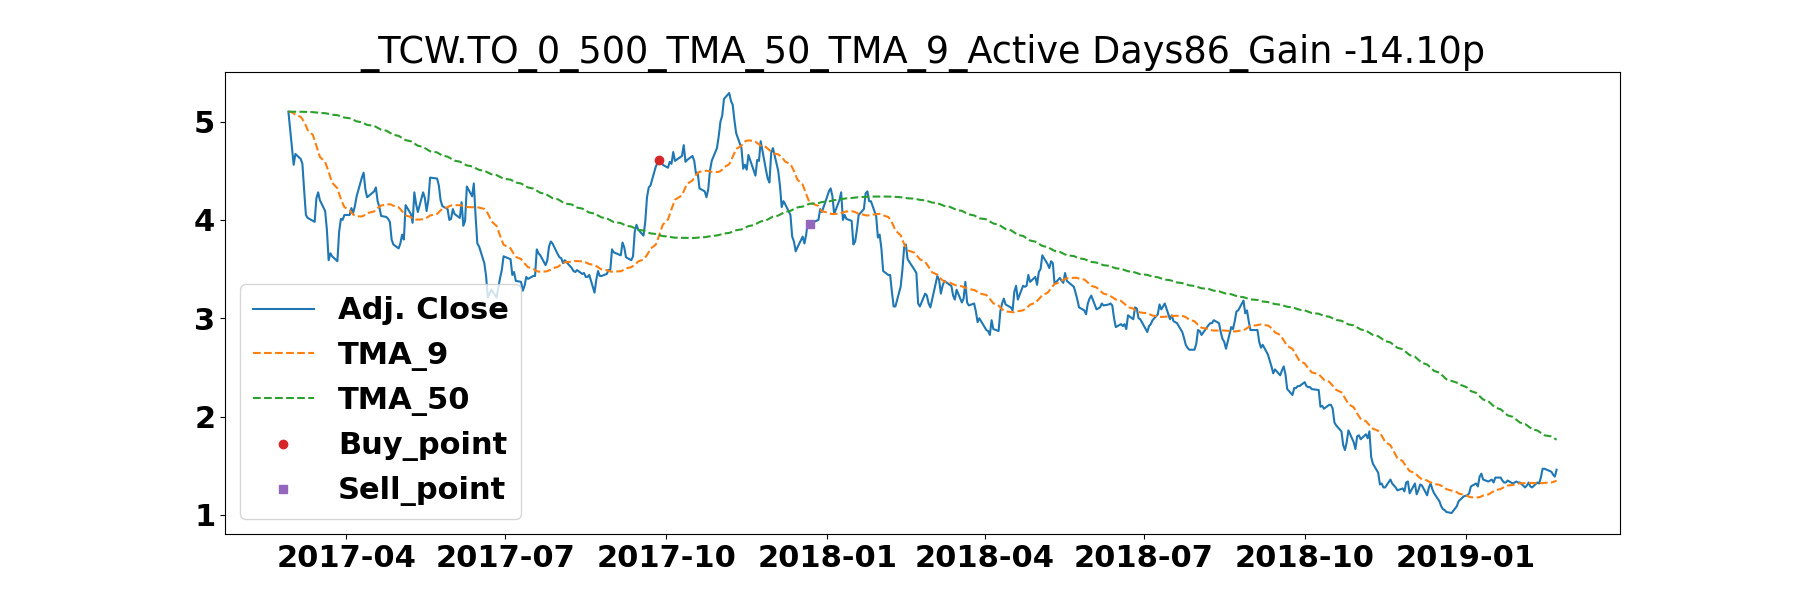 _TCW.TO_0_500_TMA_50_TMA_9_Active Days86_Gain -14.10p
5
4
3
2
1
Adj. Close
TMA_9
TMA_50
Buy_point
Sell_point
2017-04 2017-07 2017-10 2018-01 2018-04 2018-07 2018-10 2019-01